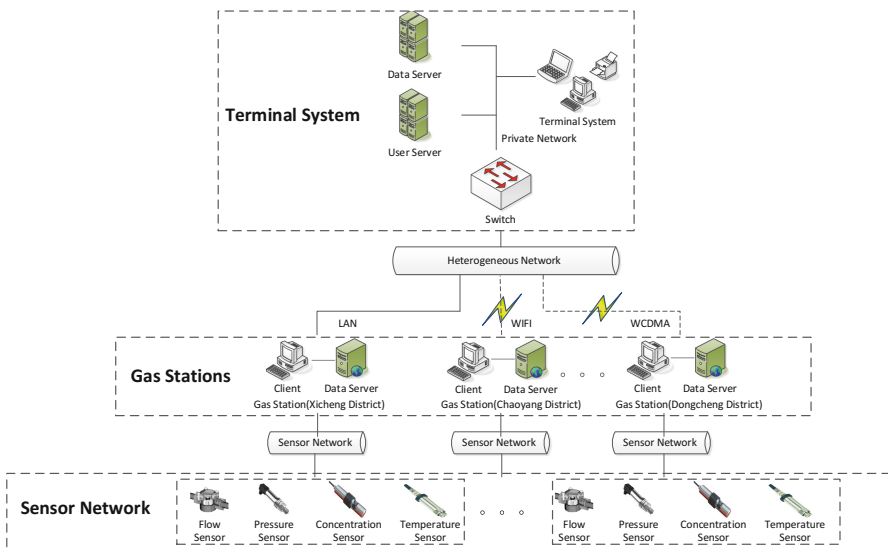 Data Server
Terminal System
Terminal System
User Server
Private Network
Switch
Heterogeneous Network
LAN
WIFI
WCDMA
Gas Stations
Client
Data Server
Client
Data Server
Client
Data Server
Gas Station(Xicheng District)
Gas Station(Chaoyang District)
Gas Station(Dongcheng District)
Sensor Network
Sensor Network
Sensor Network
Sensor Network
Flow
Sensor
Pressure
Sensor
Concentration
Sensor
Temperature
Sensor
Flow
Sensor
Pressure
Sensor
Concentration
Sensor
Temperature
Sensor